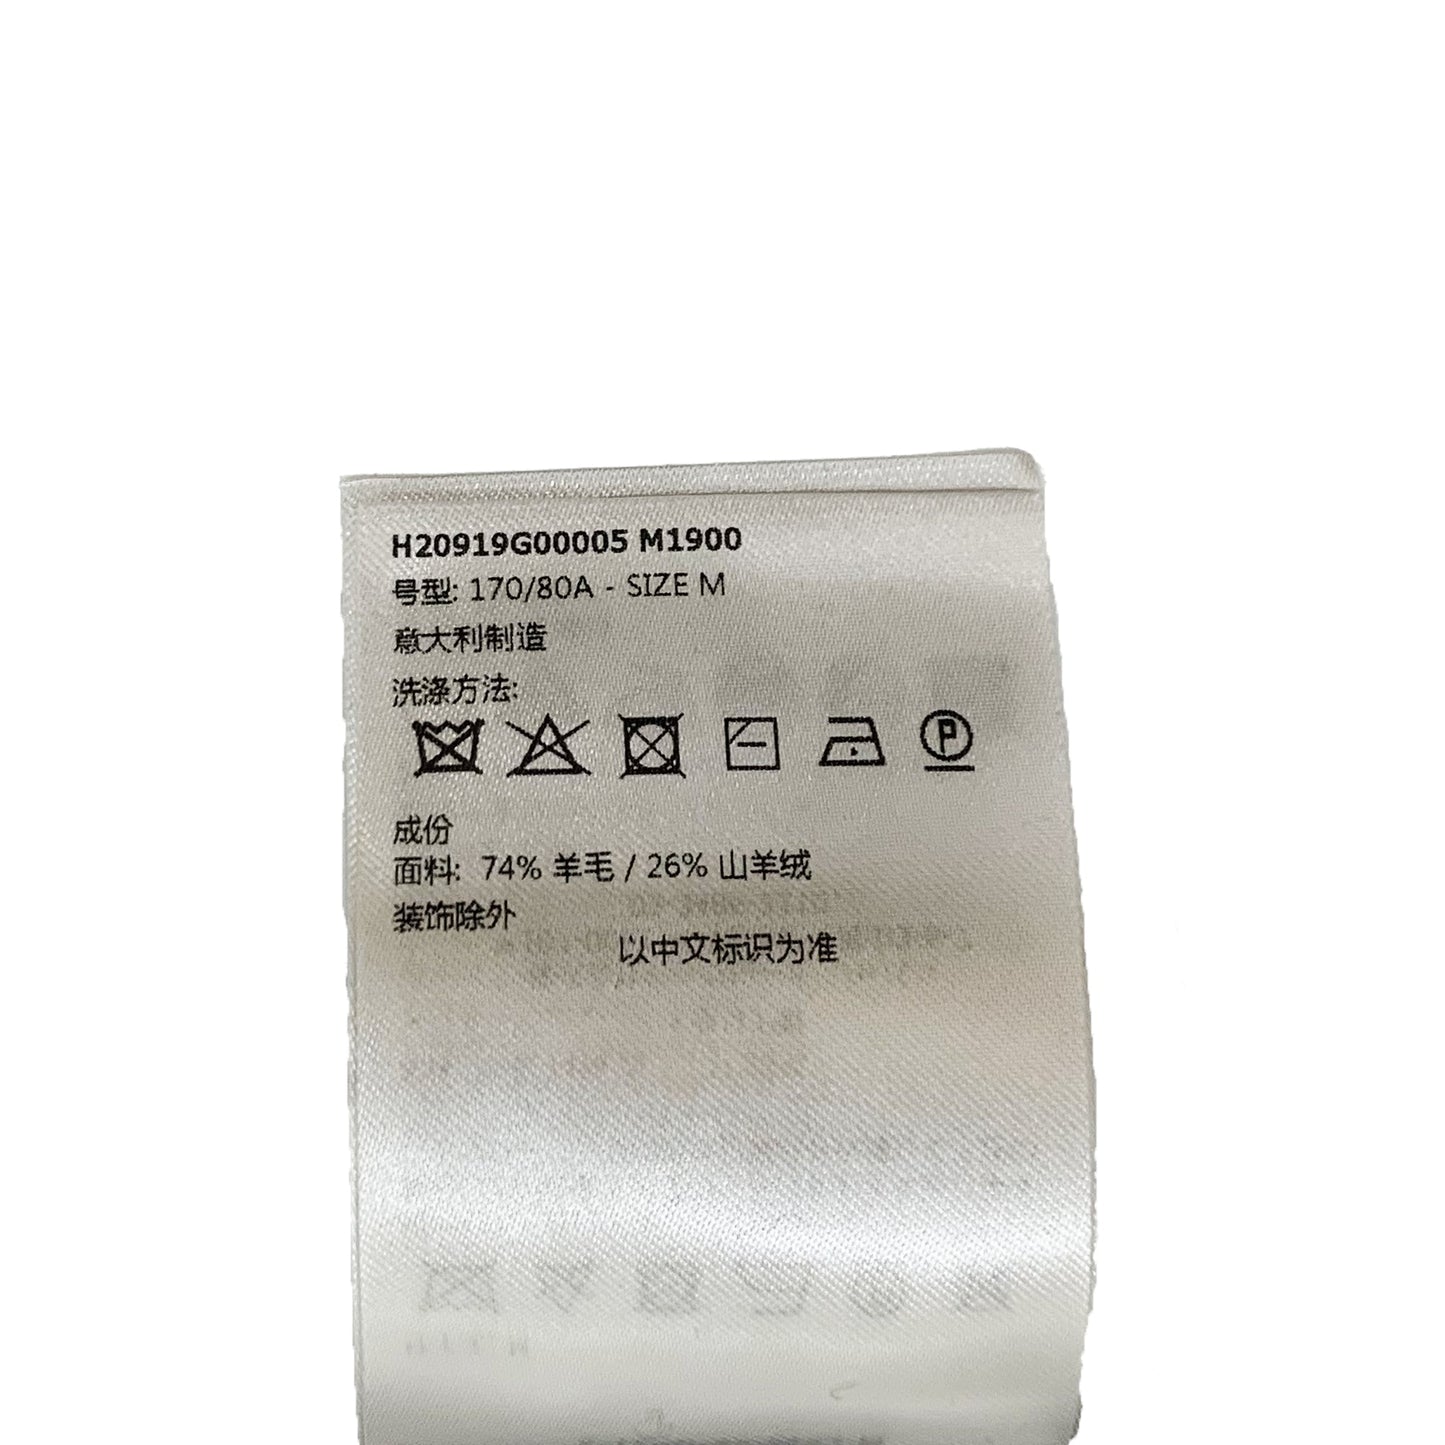 H20919G00005 M1900
号型: 170/80A - SIZE M
意大利制造
洗涤方法:
P
成份
面料: 74% 羊毛 / 26% 山羊绒
装饰除外
以中文标识为准